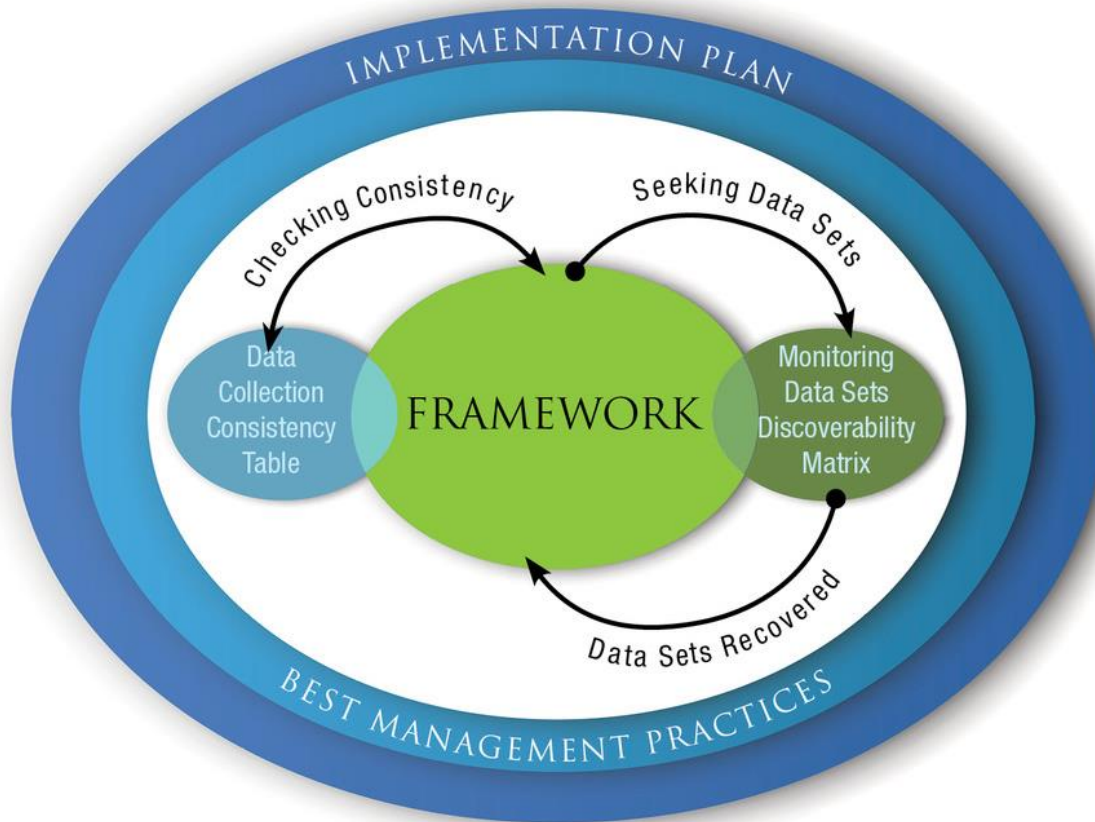 IMPLEMENTATION PLAN
Checking Consistency
Seeking Data Sets
Data
Collection
Consistency
Table
FRAMEWORK
Monitoring
Data Sets
Discoverability
Matrix
Data Sets Recovered
BEST MANAGEMENT PRACTICES